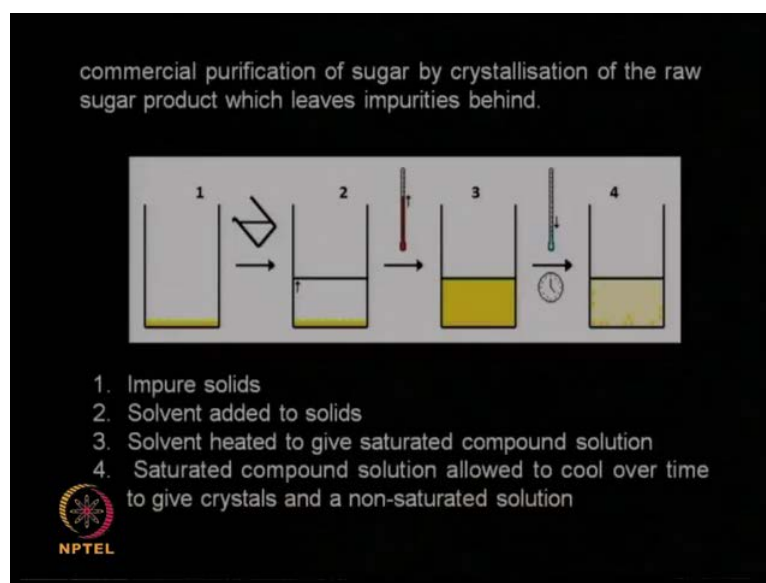 commercial purification of sugar by crystallisation of the raw
sugar product which leaves impurities behind.
1 2 3 4
1. Impure solids
2. Solvent added to solids
3. Solvent heated to give saturated compound solution
4. Saturated compound solution allowed to cool over time
to give crystals and a non-saturated solution
NPTEL